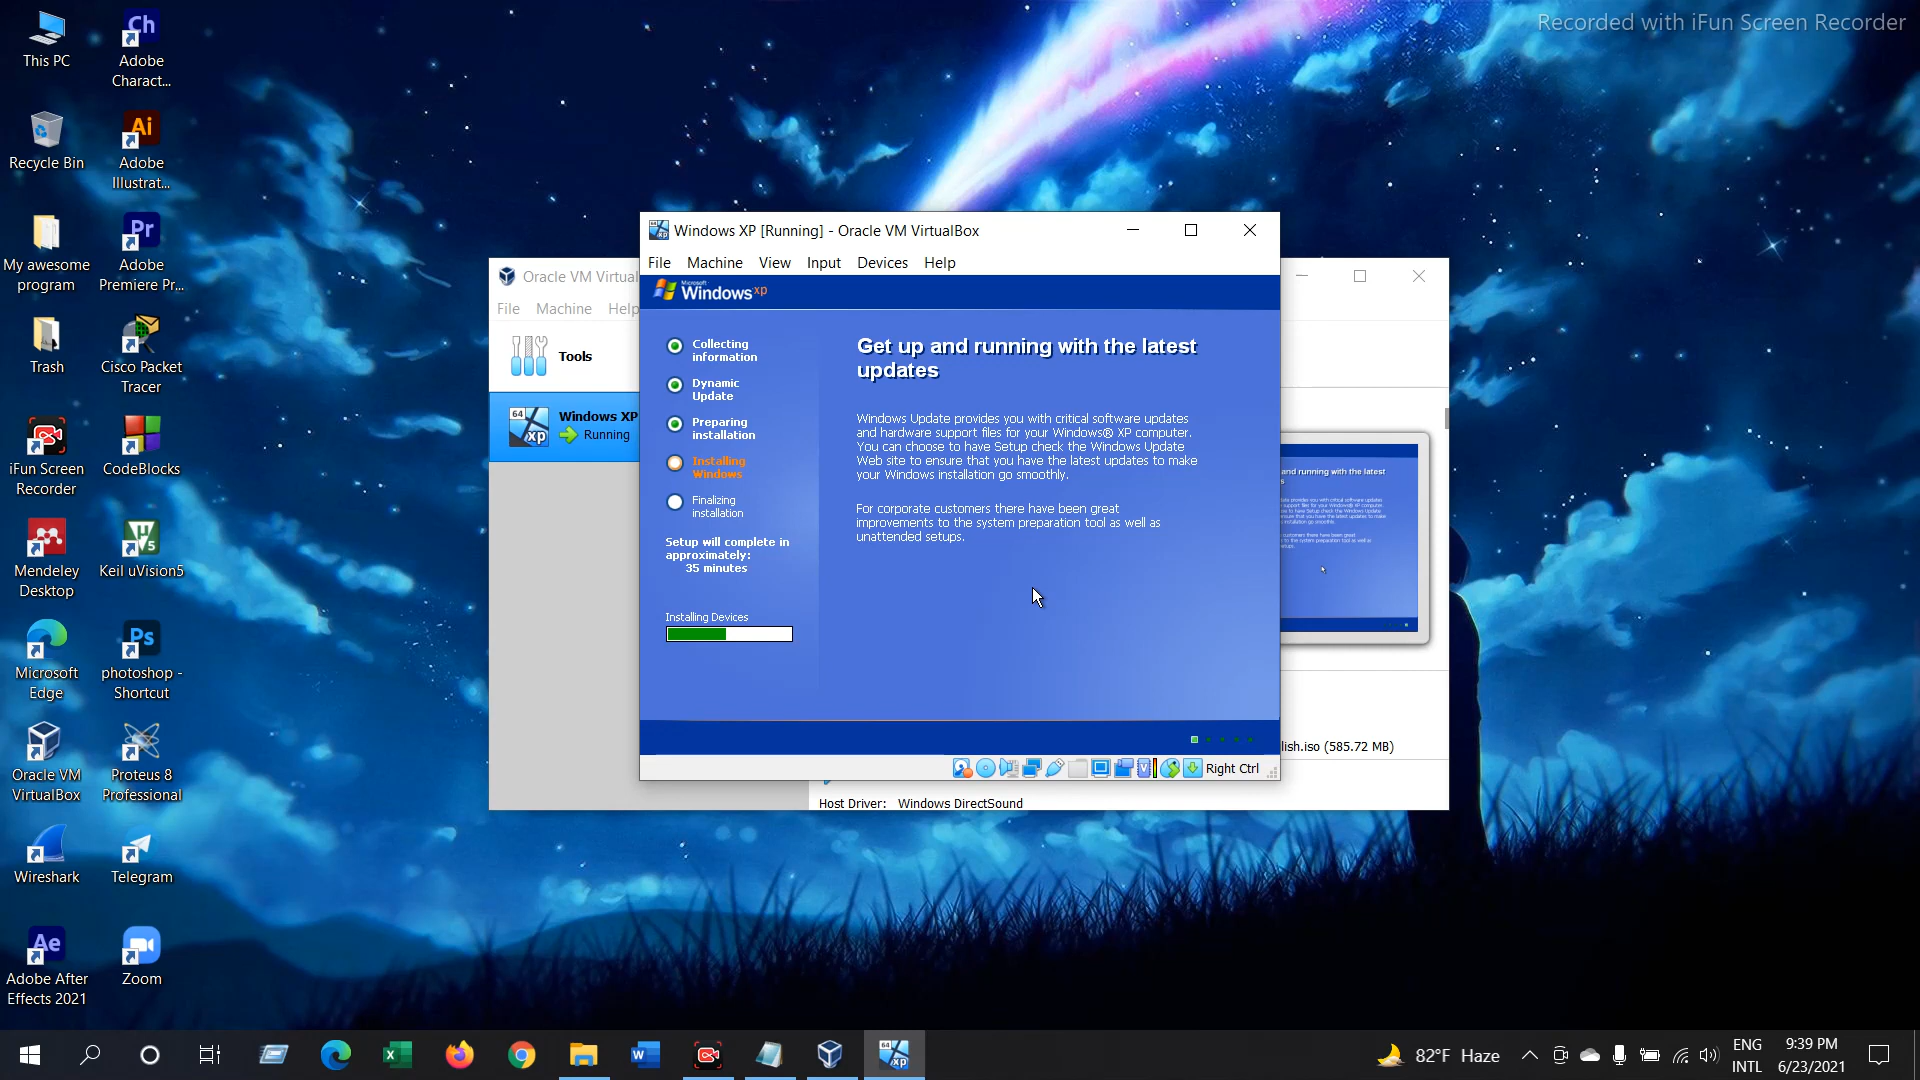 Recorded with iFun Screen Recorder
This PC
Adobe
Charact...
Recycle Bin
Adobe
Illustrat...
My awesome
program
Adobe
Premiere Pr...
Trash
Cisco Packet
Tracer
iFun Screen
Recorder
CodeBlocks
Mendeley
Desktop
Keil uVision5
Microsoft
Edge
photoshop -
Shortcut
Oracle VM
VirtualBox
Proteus 8
Professional
Wireshark
Telegram
Adobe After
Effects 2021
Zoom
Oracle VM Virtual
File Machine Help
Tools
64
xp
Windows XP
Running
Windows XP [Running] - Oracle VM VirtualBox
File Machine View Input Devices Help
Microsoft
Windows xp
Collecting
information
Dynamic
Update
Preparing
installation
Installing
Windows
Finalizing
installation
Setup will complete in
approximately:
35 minutes
Installing Devices
Get up and running with the latest
updates
Windows Update provides you with critical software updates
and hardware support files for your Windows® XP computer.
You can choose to have Setup check the Windows Update
Web site to ensure that you have the latest updates to make
your Windows installation go smoothly.
For corporate customers there have been great
improvements to the system preparation tool as well as
unattended setups.
Right Ctrl
and running with the latest
lish.iso (585.72 MB)
Host Driver: Windows DirectSound
82°F Haze
ENG
INTL
9:39 PM
6/23/2021